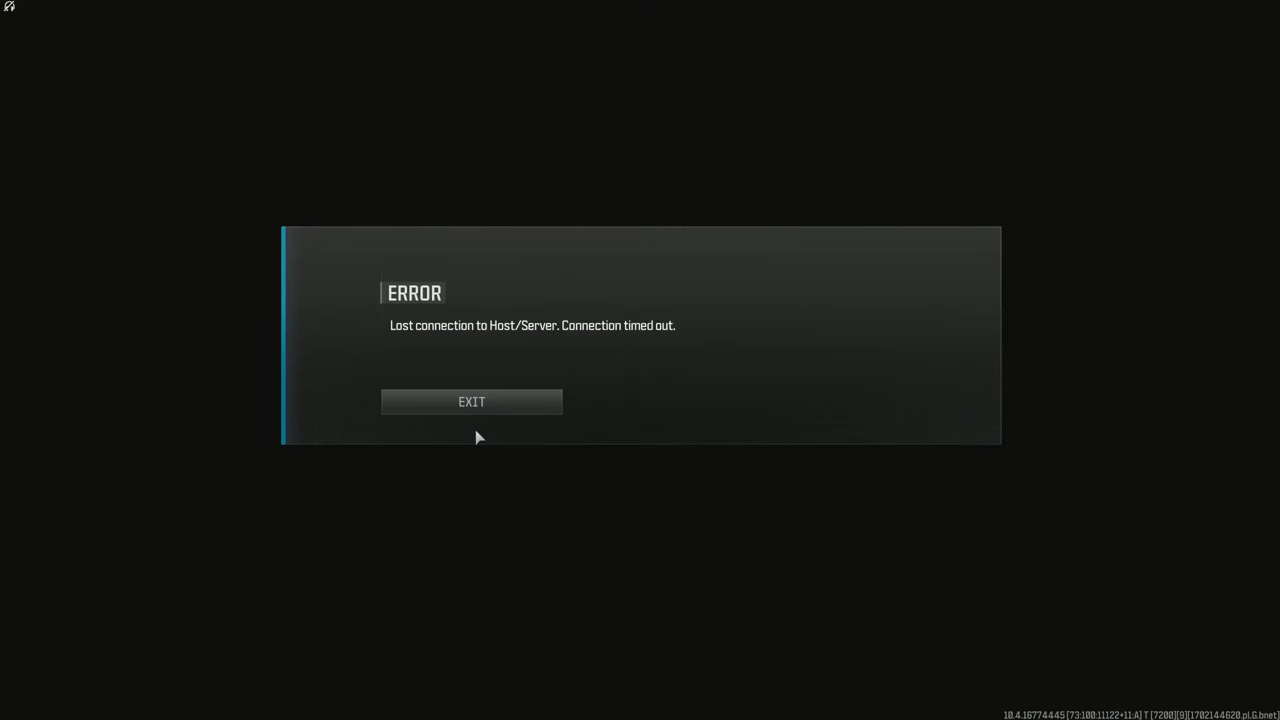 ERROR
Lost connection to Host/Server. Connection timed out.
EXIT
10.4.16774445 [73:100:11122+11:A] T [7200][9][1702144620.pl.G.bnet]